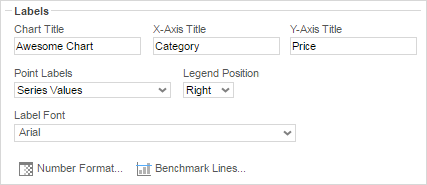 Labels
Chart Title X-Axis Title Y-Axis Title
Awesome Chart Category Price
Point Labels Legend Position
Series Values Right
Label Font
Arial
Number Format... Benchmark Lines...